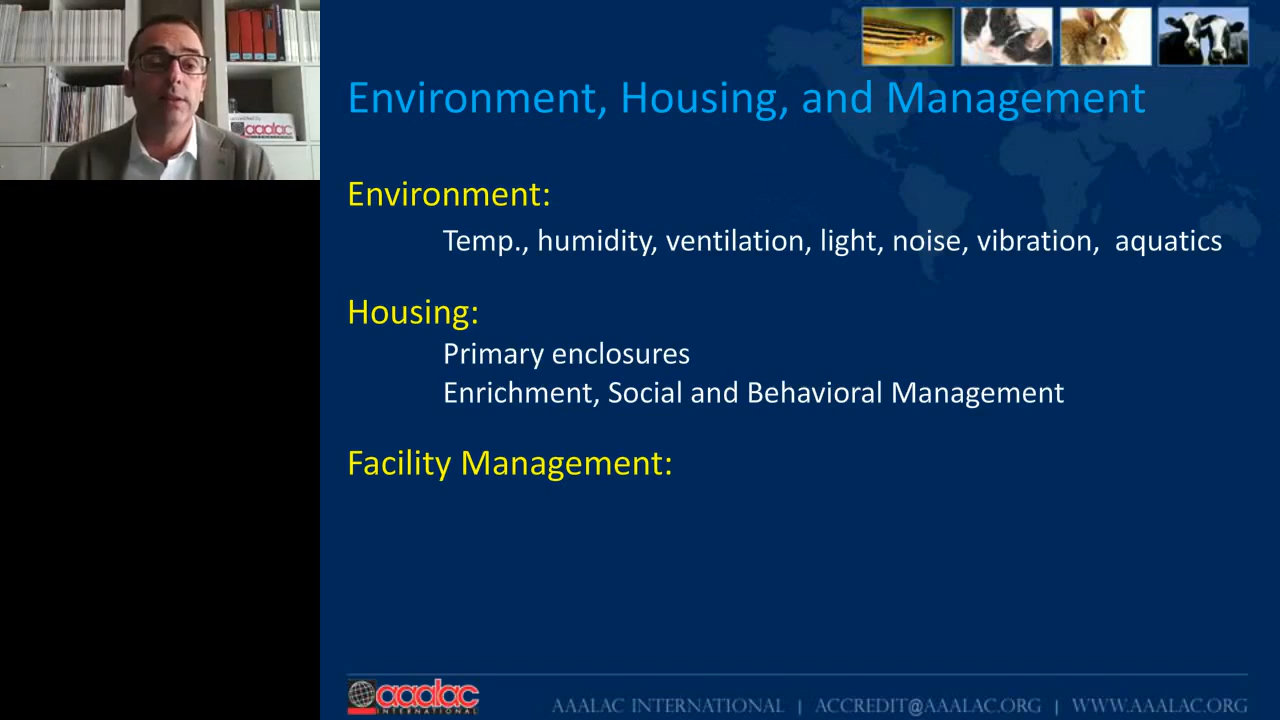 aaalac
Environment, Housing, and Management
Environment:
Temp., humidity, ventilation, light, noise, vibration, aquatics
Housing:
Primary enclosures
Enrichment, Social and Behavioral Management
Facility Management:
aaalac
INTERNATIONAL
AAALAC INTERNATIONAL | ACCREDIT@AAALAC.ORG | WWW.AAALAC.ORG